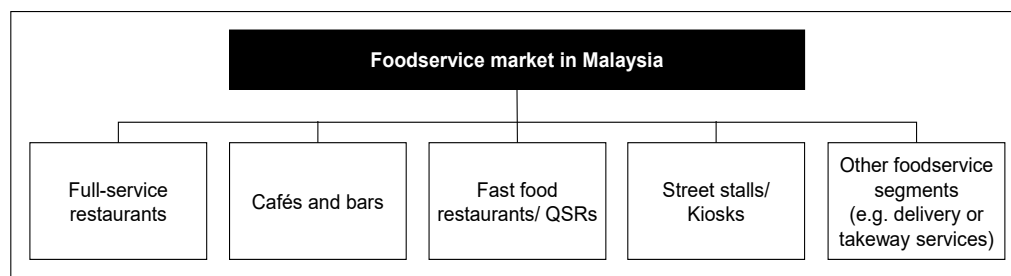 Foodservice market in Malaysia
Full-service
restaurants
Cafés and bars
Fast food
restaurants/ QSRs
Street stalls/
Kiosks
Other foodservice
segments
(e.g. delivery or
takeway services)